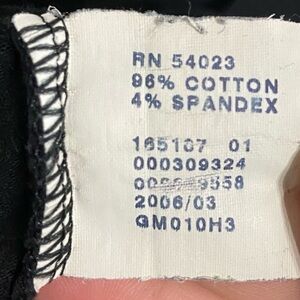 RN 54023
96% COTTON
4% SPANDEX
165107 01
000309324
2006/03
GM010H3